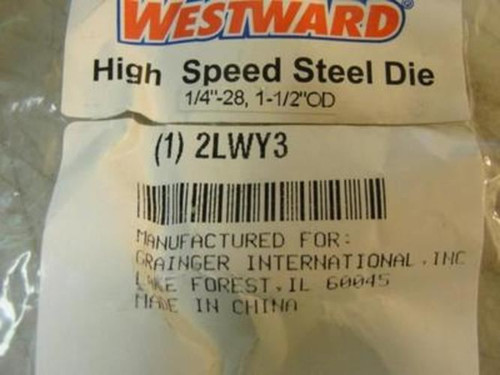 WESTWARD®
High Speed Steel Die
1/4"-28, 1-1/2"OD
(1) 2LWY3
MANUFACTURED FOR:
GRAINGER INTERNATIONAL, INC
LAKE FOREST, IL 60045
MADE IN CHINA